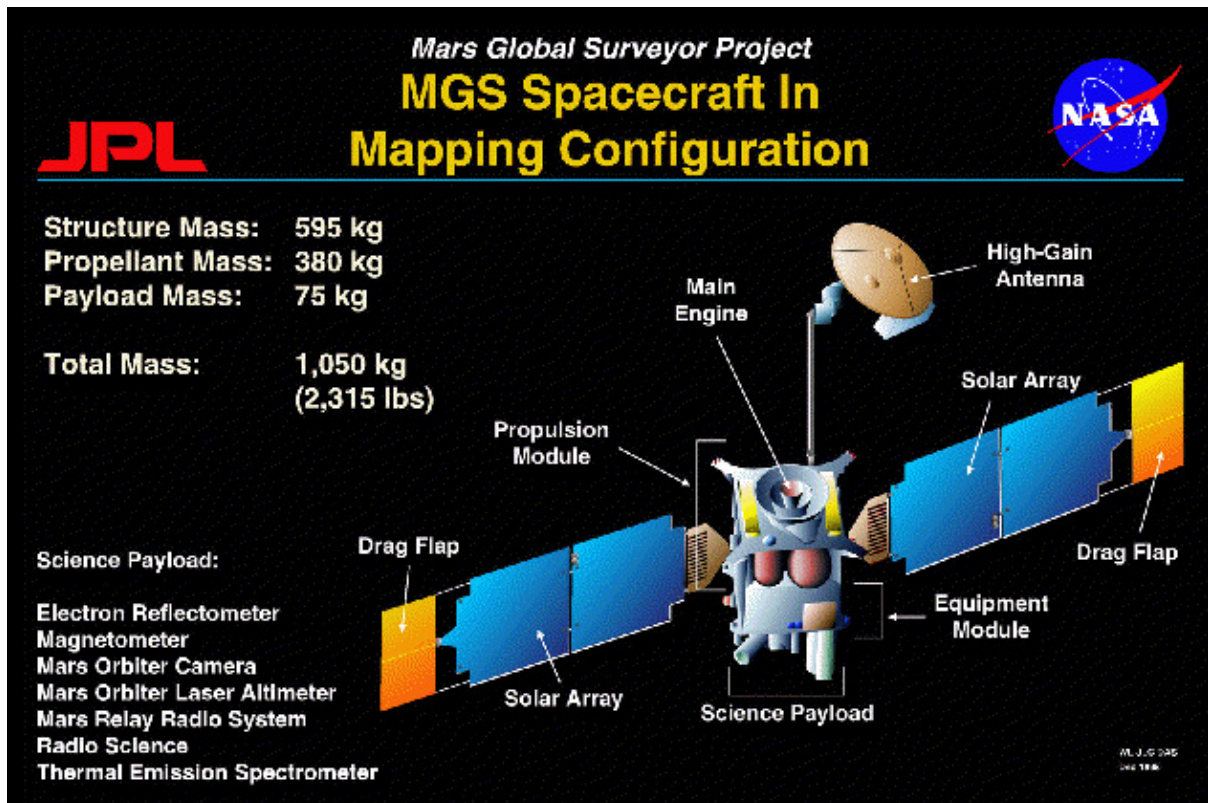 Mars Global Surveyor Project
MGS Spacecraft In
Mapping Configuration
JPL
NASA
Structure Mass: 595 kg
Propellant Mass: 380 kg
Payload Mass: 75 kg
Total Mass: 1,050 kg
(2,315 lbs)
High-Gain
Antenna
Main
Engine
Solar Array
Propulsion
Module
Drag Flap
Drag Flap
Science Payload:
Electron Reflectometer
Magnetometer
Mars Orbiter Camera
Mars Orbiter Laser Altimeter
Mars Relay Radio System
Radio Science
Thermal Emission Spectrometer
Equipment
Module
Solar Array
Science Payload